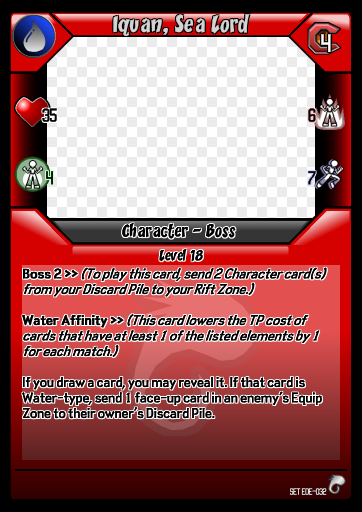 Iquan, Sea Lord
C 4
35
6
4
7
Character - Boss
Level 18
Boss 2 >> (To play this card, send 2 Character card(s)
from your Discard Pile to your Rift Zone.)
Water Affinity >> (This card lowers the TP cost of
cards that have at least 1 of the listed elements by 1
for each match.)
If you draw a card, you may reveal it. If that card is
Water-type, send 1 face-up card in an enemy's Equip
Zone to their owner's Discard Pile.
SET EOE-032